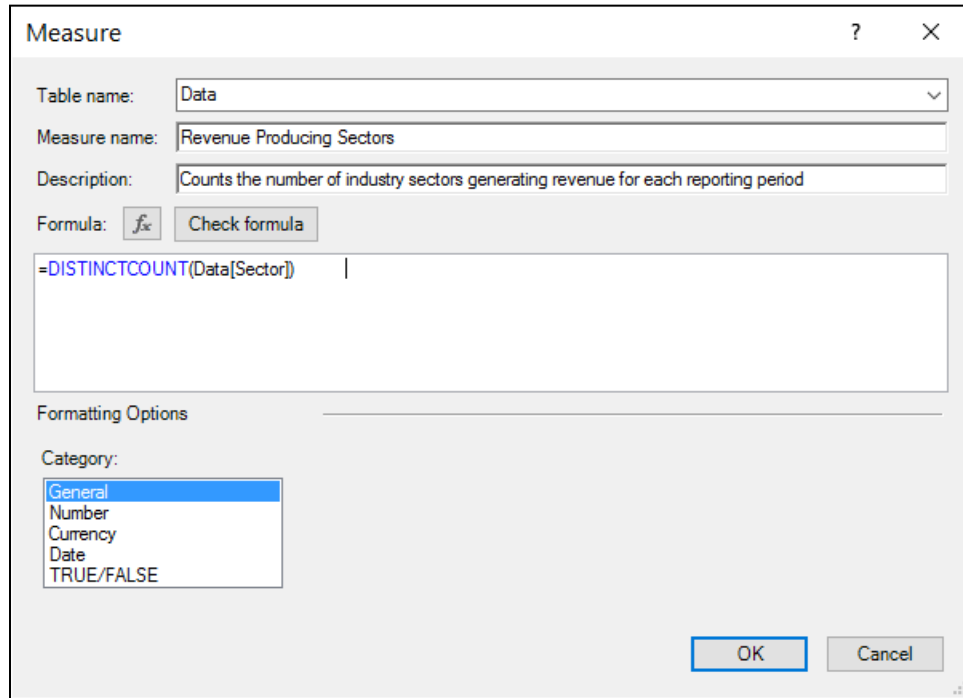 Measure ? X
Table name: Data
Measure name: Revenue Producing Sectors
Description: Counts the number of industry sectors generating revenue for each reporting period
Formula: fx Check formula
=DISTINCTCOUNT(Data[Sector])
Formatting Options
Category:
General
Number
Currency
Date
TRUE/FALSE
OK Cancel